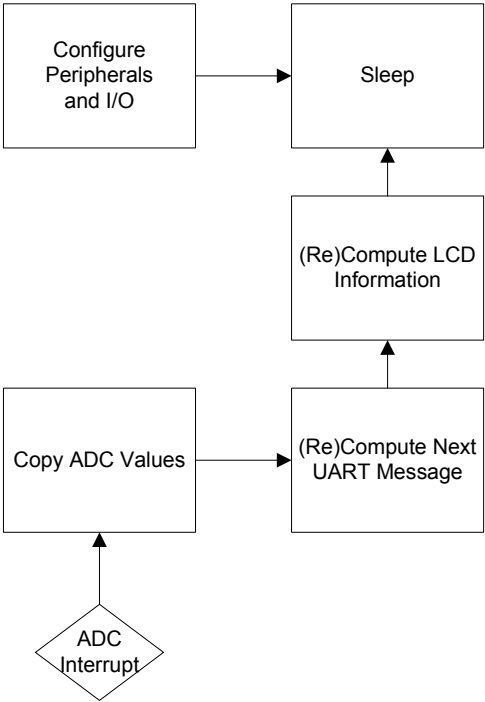 Configure
Peripherals
and I/O
Sleep
(Re)Compute LCD
Information
Copy ADC Values
(Re)Compute Next
UART Message
ADC
Interrupt